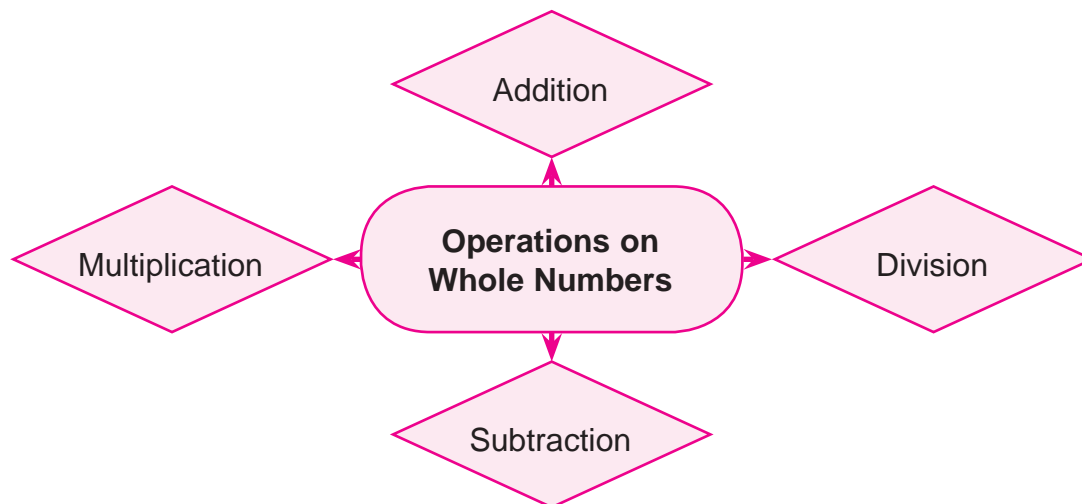 Addition
Operations on
Whole Numbers
Multiplication
Division
Subtraction